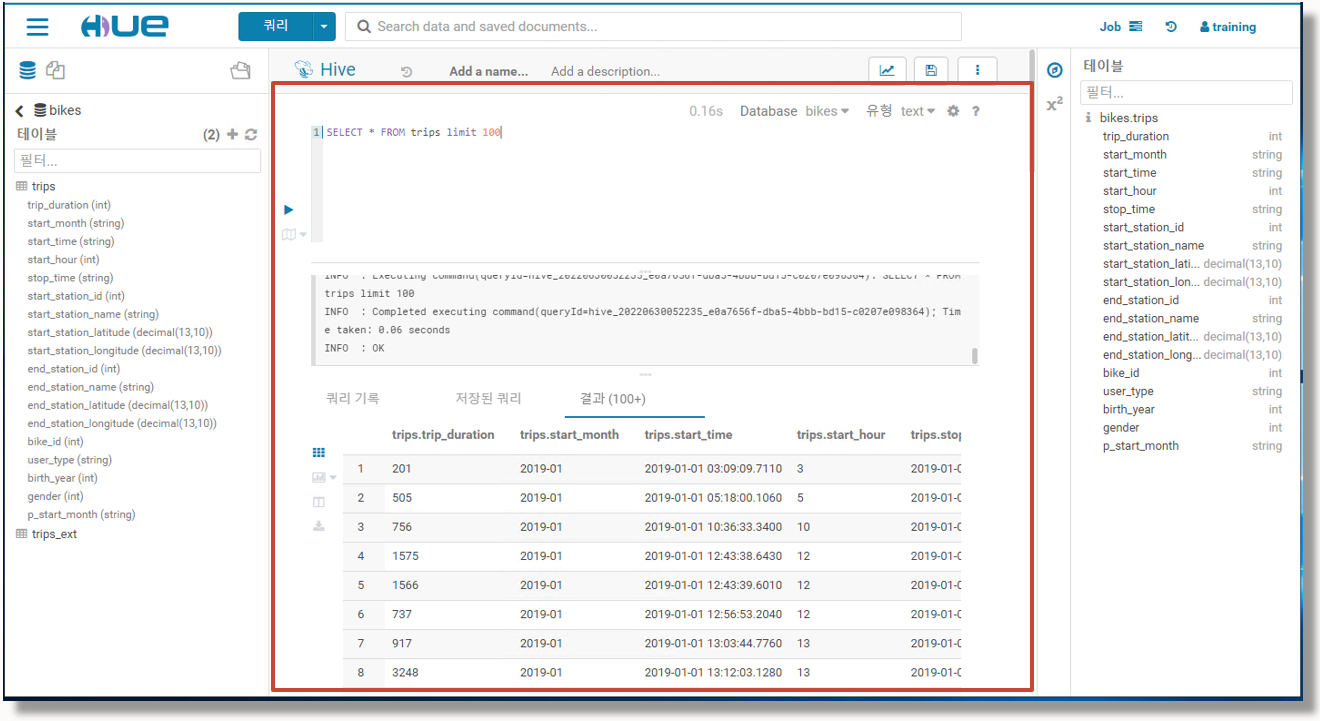 HUE
쿼리
Search data and saved documents...
Job
training
Hive
Add a name...
Add a description...
bikes
테이블
(2)
필터...
trips
trip_duration (int)
start_month (string)
start_time (string)
start_hour (int)
stop_time (string)
start_station_id (int)
start_station_name (string)
start_station_latitude (decimal(13,10))
start_station_longitude (decimal(13,10))
end_station_id (int)
end_station_name (string)
end_station_latitude (decimal(13,10))
end_station_longitude (decimal(13,10))
bike_id (int)
user_type (string)
birth_year (int)
gender (int)
p_start_month (string)
trips_ext
0.16s Database bikes 유형 text ?
1 SELECT * FROM trips limit 100
INFO : Executing command(queryId=hive_20220630052235_e0a7656f-dba5-4bbb-bd15-c0207e098364): SELECT * FROM
trips limit 100
INFO : Completed executing command(queryId=hive_20220630052235_e0a7656f-dba5-4bbb-bd15-c0207e098364); Tim
e taken: 0.06 seconds
INFO : OK
쿼리 기록 저장된 쿼리 결과 (100+)
trips.trip_duration trips.start_month trips.start_time trips.start_hour trips.stop
1 201 2019-01 2019-01-01 03:09:09.7110 3 2019-01-0
2 505 2019-01 2019-01-01 05:18:00.1060 5 2019-01-0
3 756 2019-01 2019-01-01 10:36:33.3400 10 2019-01-0
4 1575 2019-01 2019-01-01 12:43:38.6430 12 2019-01-0
5 1566 2019-01 2019-01-01 12:43:39.6010 12 2019-01-0
6 737 2019-01 2019-01-01 12:56:53.2040 12 2019-01-0
7 917 2019-01 2019-01-01 13:03:44.7760 13 2019-01-0
8 3248 2019-01 2019-01-01 13:12:03.1280 13 2019-01-0
x²
테이블
필터...
bikes.trips
trip_duration int
start_month string
start_time string
start_hour int
stop_time string
start_station_id int
start_station_name string
start_station_lati... decimal(13,10)
start_station_lon... decimal(13,10)
end_station_id int
end_station_name string
end_station_latit... decimal(13,10)
end_station_long... decimal(13,10)
bike_id int
user_type string
birth_year int
gender int
p_start_month string